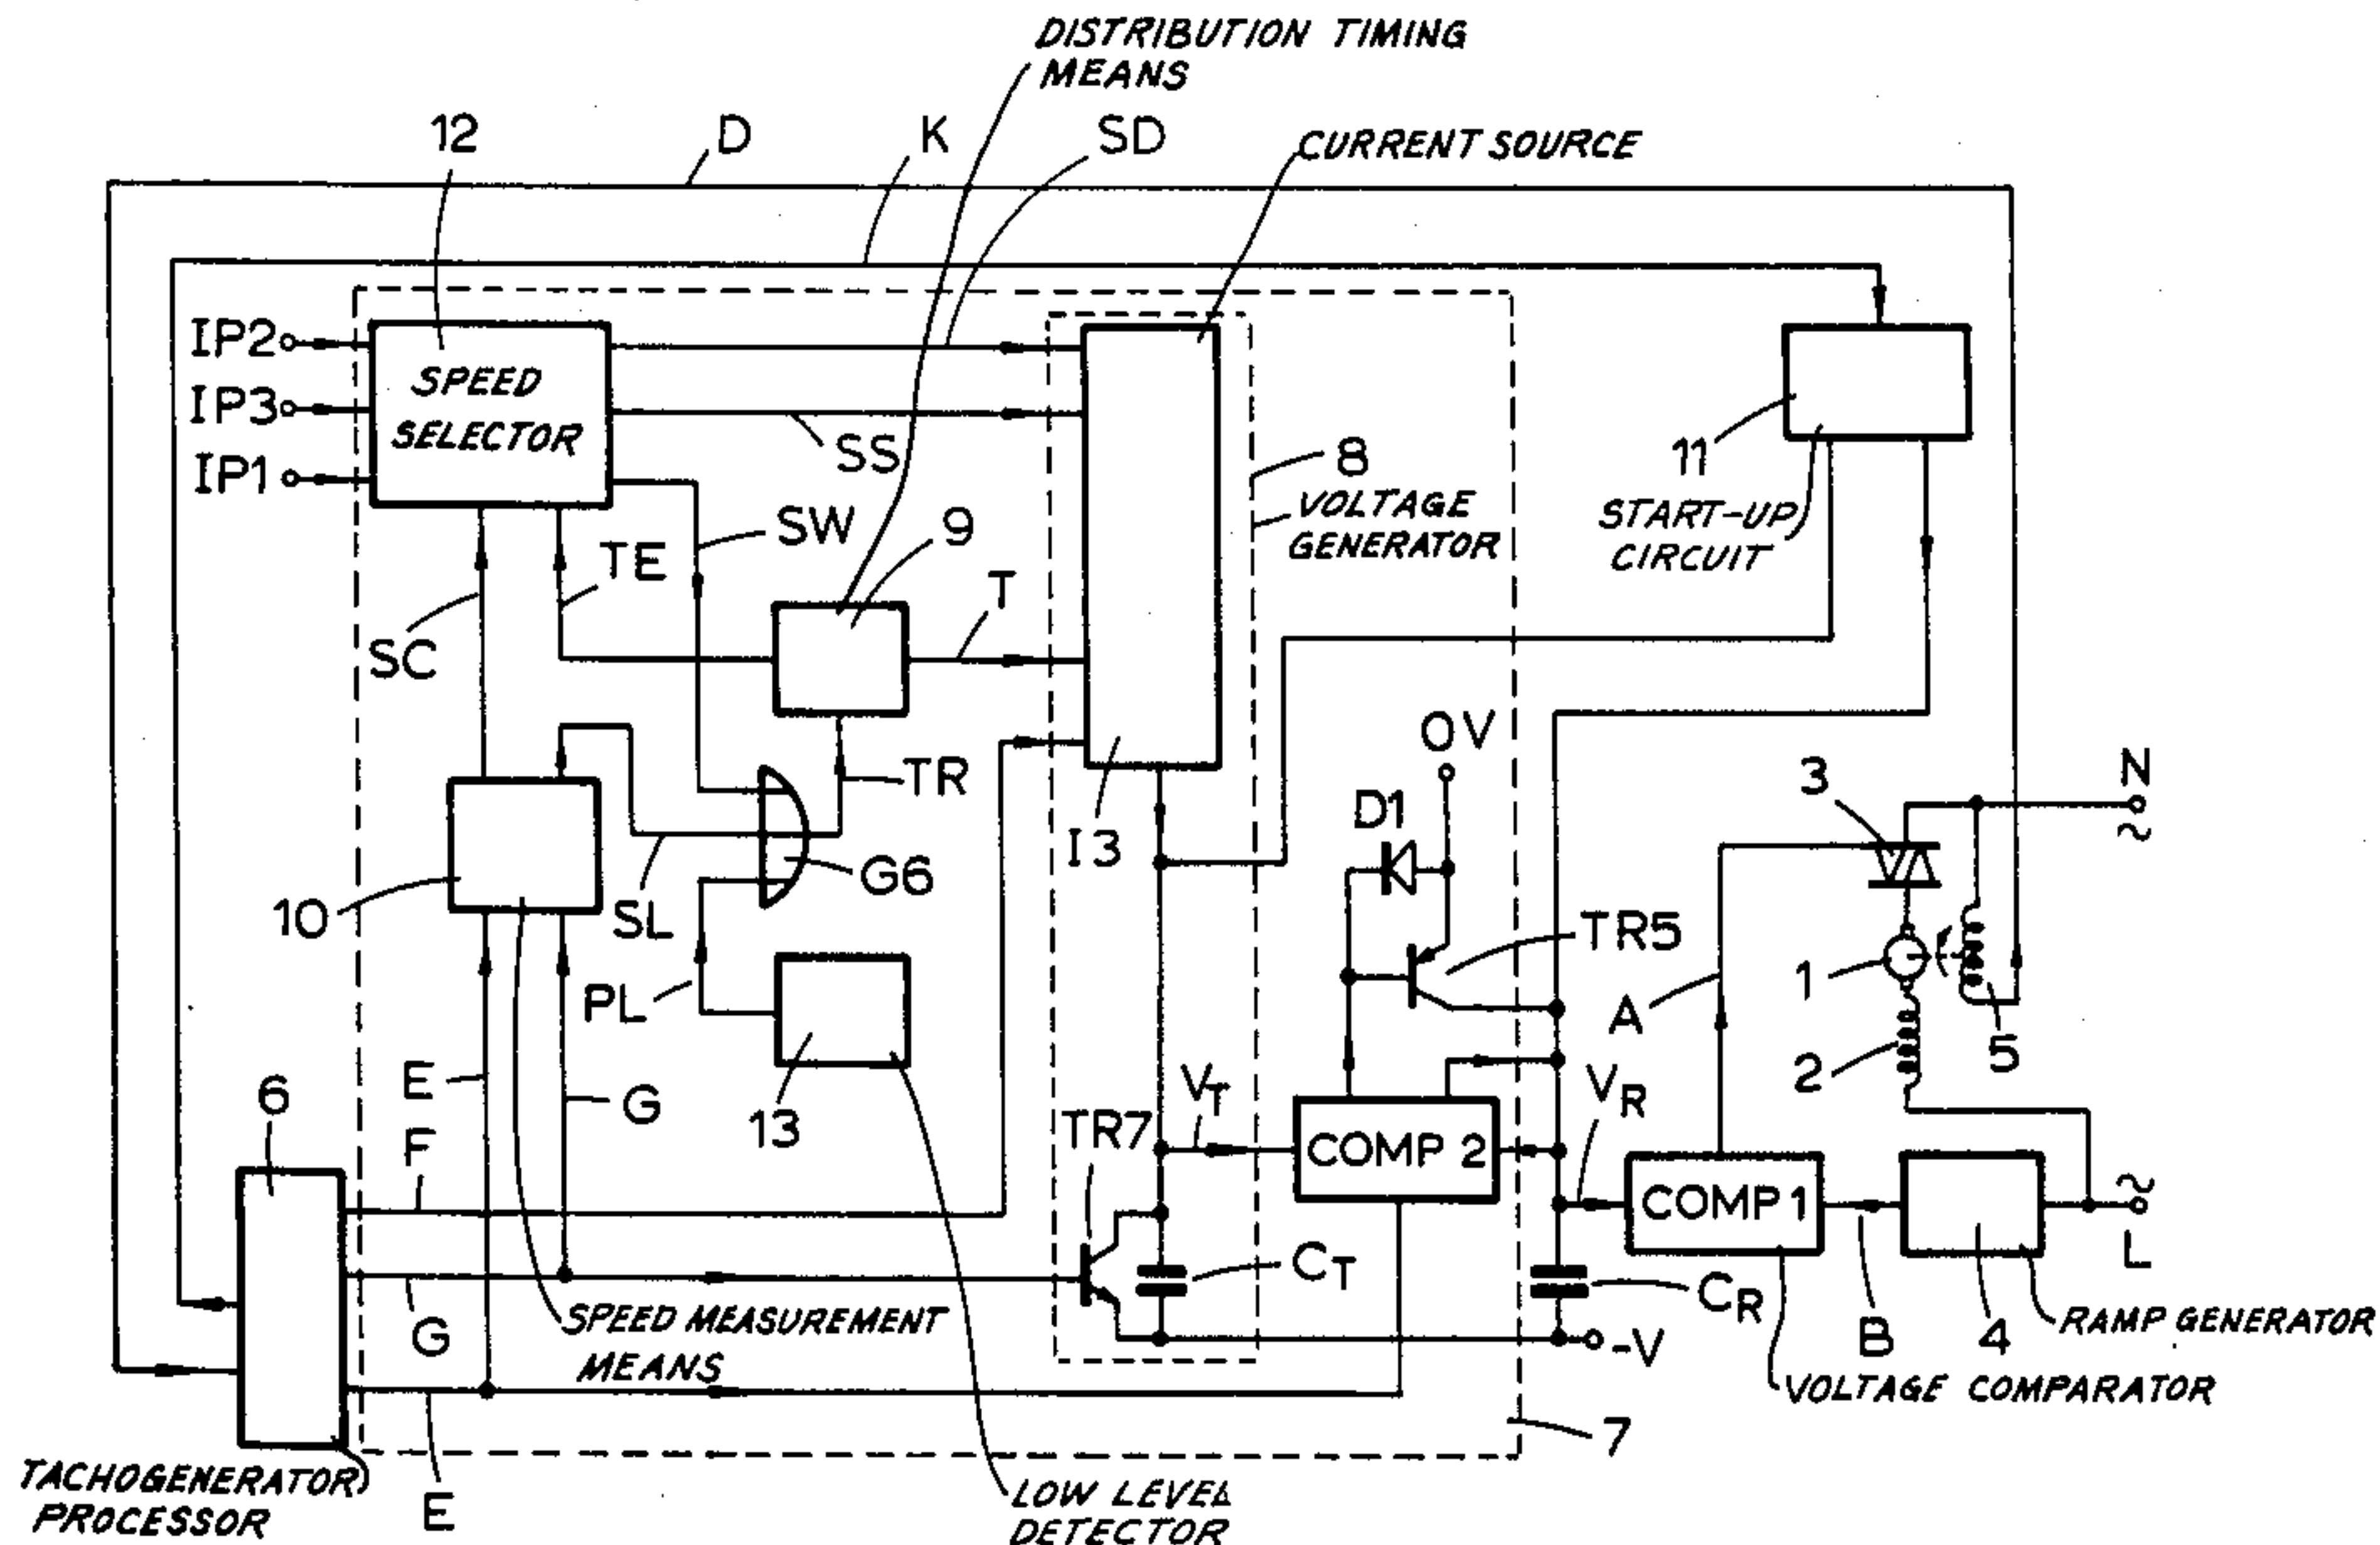 DISTRIBUTION TIMING
MEANS
12
D
K
SD
CURRENT SOURCE
IP2
SPEED
SELECTOR
IP3
IP1
SS
8
VOLTAGE
GENERATOR
11
START-UP
CIRCUIT
SW
9
TE
T
SC
0V
3
N
~
TR
D1
I3
G6
10
SL
TR5
1
PL
A
2
5
E
G
13
6
F
TR7
VT
COMP 2
VR
COMP 1
~
L
CT
CR
G
SPEED MEASUREMENT
MEANS
-V
B
4
RAMP GENERATOR
VOLTAGE COMPARATOR
7
TACHOGENERATOR
PROCESSOR
E
LOW LEVEL
DETECTOR